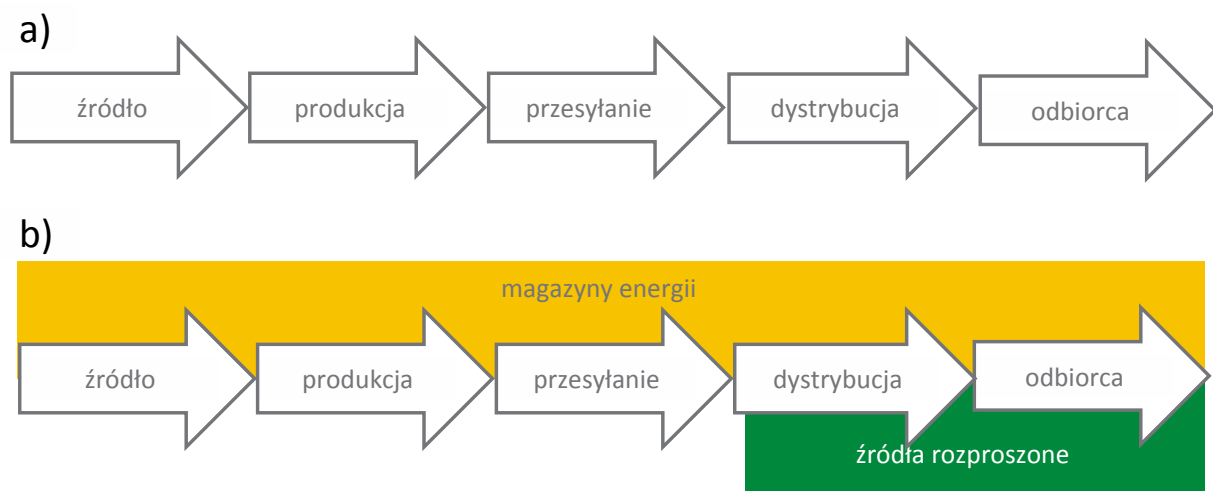 a)
źródło
produkcja
przesyłanie
dystrybucja
odbiorca
b)
magazyny energii
źródło
produkcja
przesyłanie
dystrybucja
odbiorca
źródła rozproszone